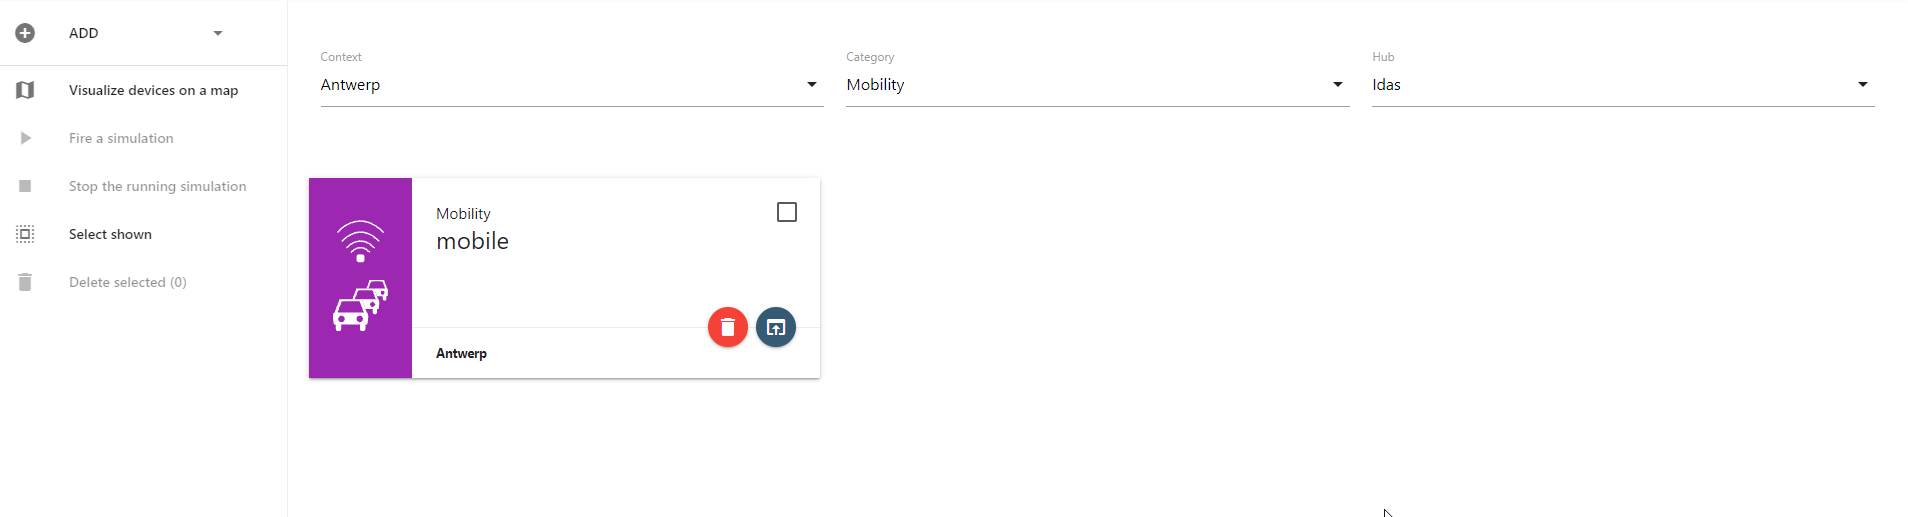 ADD
Visualize devices on a map
Fire a simulation
Stop the running simulation
Select shown
Delete selected (0)
Context
Antwerp
Category
Mobility
Hub
Idas
Mobility
mobile
Antwerp